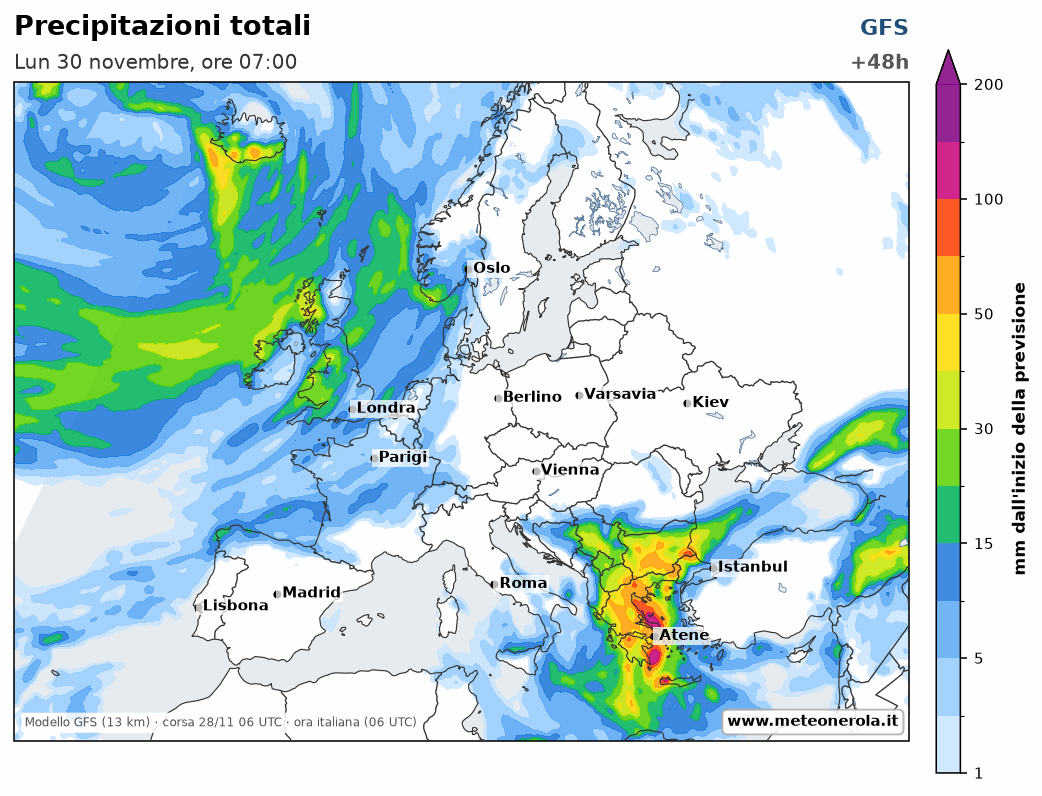 Precipitazioni totali
GFS
Lun 30 novembre, ore 07:00
+48h
200
100
50
30
15
5
1
mm dall'inizio della previsione
Oslo
Berlino
Varsavia
Kiev
Londra
Parigi
Vienna
Istanbul
Roma
Madrid
Lisbona
Atene
Modello GFS (13 km) · corsa 28/11 06 UTC · ora italiana (06 UTC)
www.meteonerola.it